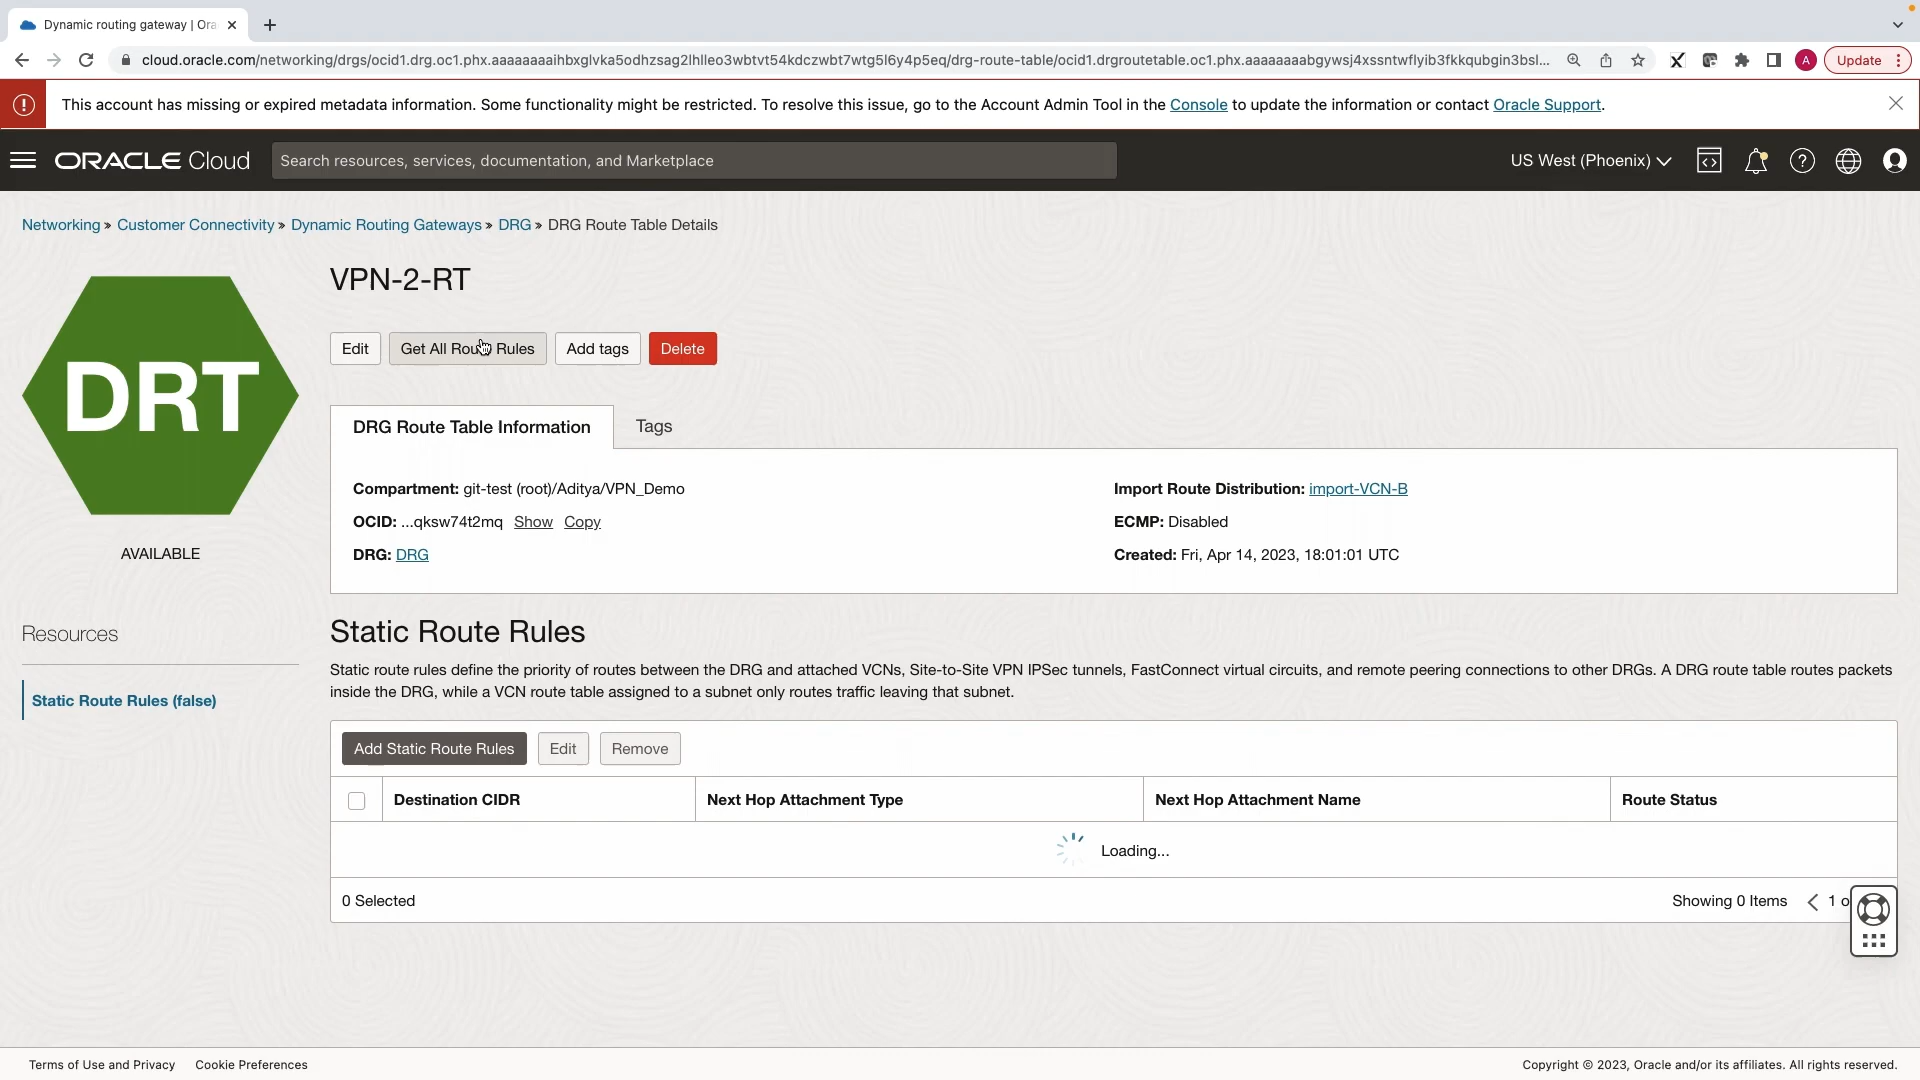 Dynamic routing gateway | Ora
cloud.oracle.com/networking/drgs/ocid1.drg.oc1.phx.aaaaaaaaihbxglvka5odhzsag2lhlleo3wbtvt54kdczwbt7wtg5l6y4p5eq/drg-route-table/ocid1.drgroutetable.oc1.phx.aaaaaaaabgywsj4xssntwflyib3fkkqubgin3bsl...
A
Update
This account has missing or expired metadata information. Some functionality might be restricted. To resolve this issue, go to the Account Admin Tool in the Console to update the information or contact Oracle Support.
ORACLE Cloud
Search resources, services, documentation, and Marketplace
US West (Phoenix)
Networking » Customer Connectivity » Dynamic Routing Gateways » DRG » DRG Route Table Details
VPN-2-RT
Edit
Get All Route Rules
Add tags
Delete
DRT
AVAILABLE
DRG Route Table Information
Tags
Compartment: git-test (root)/Aditya/VPN_Demo
OCID: ...qksw74t2mq Show Copy
DRG: DRG
Import Route Distribution: import-VCN-B
ECMP: Disabled
Created: Fri, Apr 14, 2023, 18:01:01 UTC
Resources
Static Route Rules (false)
Static Route Rules
Static route rules define the priority of routes between the DRG and attached VCNs, Site-to-Site VPN IPSec tunnels, FastConnect virtual circuits, and remote peering connections to other DRGs. A DRG route table routes packets
inside the DRG, while a VCN route table assigned to a subnet only routes traffic leaving that subnet.
Add Static Route Rules
Edit
Remove
Destination CIDR
Next Hop Attachment Type
Next Hop Attachment Name
Route Status
Loading...
0 Selected
Showing 0 Items
1 o
Terms of Use and Privacy
Cookie Preferences
Copyright © 2023, Oracle and/or its affiliates. All rights reserved.